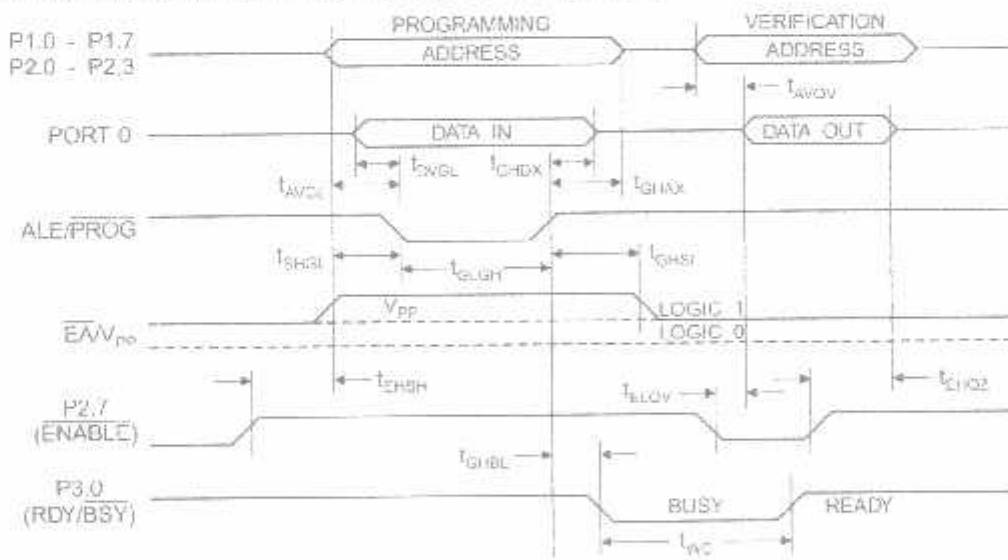 PROGRAMMING
VERIFICATION
P1.0 - P1.7
P2.0 - P2.3
ADDRESS
ADDRESS
tAVQV
PORT 0
DATA IN
DATA OUT
tDVGL
tGHDX
tAVGL
tGHAX
ALE/PROG
tSHGL
tGLGH
tGHSL
VPP
LOGIC 1
EA/VPP
LOGIC 0
tEHSH
tELQV
tEHQZ
P2.7
(ENABLE)
tGHBL
P3.0
(RDY/BSY)
BUSY
READY
tWC